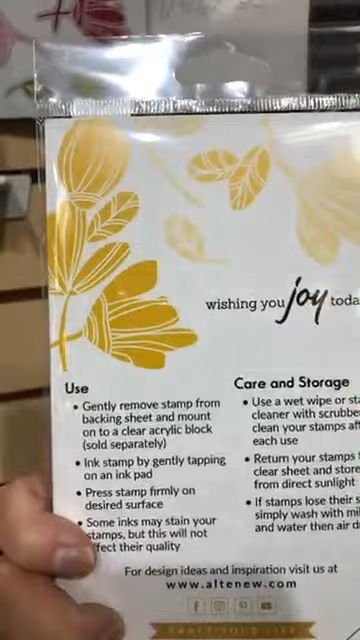 wishing you joy toda
Use
• Gently remove stamp from
backing sheet and mount
on to a clear acrylic block
(sold separately)
• Ink stamp by gently tapping
on an ink pad
• Press stamp firmly on
desired surface
• Some inks may stain your
stamps, but this will not
ffect their quality
Care and Storage
• Use a wet wipe or sta
cleaner with scrubbe
clean your stamps aft
each use
• Return your stamps t
clear sheet and store
from direct sunlight
• If stamps lose their s
simply wash with mil
and water then air d
For design ideas and inspiration visit us at
www.altenew.com